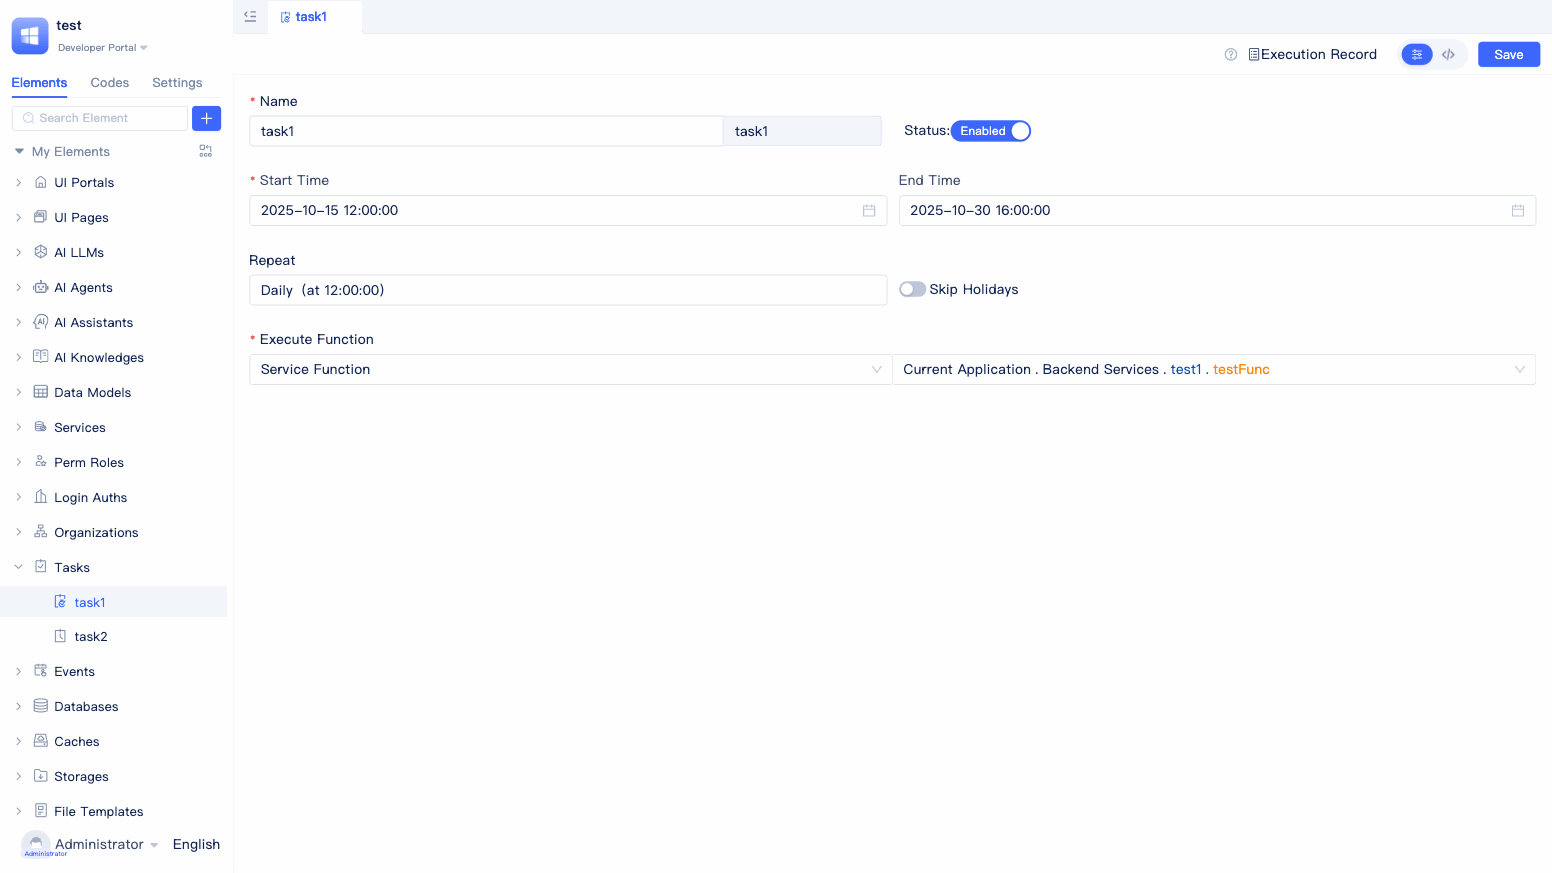 test
Developer Portal
Elements Codes Settings
Search Element
My Elements
UI Portals
UI Pages
AI LLMs
AI Agents
AI Assistants
AI Knowledges
Data Models
Services
Perm Roles
Login Auths
Organizations
Tasks
task1
task2
Events
Databases
Caches
Storages
File Templates
Administrator English
Administrator
task1
Execution Record Save
* Name
task1 task1 Status: Enabled
* Start Time End Time
2025-10-15 12:00:00 2025-10-30 16:00:00
Repeat
Daily (at 12:00:00) Skip Holidays
* Execute Function
Service Function Current Application . Backend Services . test1 . testFunc